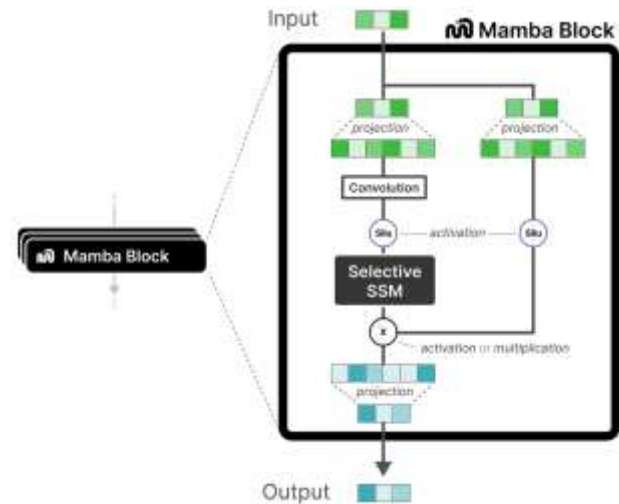 Input
Mamba Block
projection
projection
Convolution
Silu
activation
Silu
Mamba Block
Selective
SSM
x
activation or multiplication
projection
Output